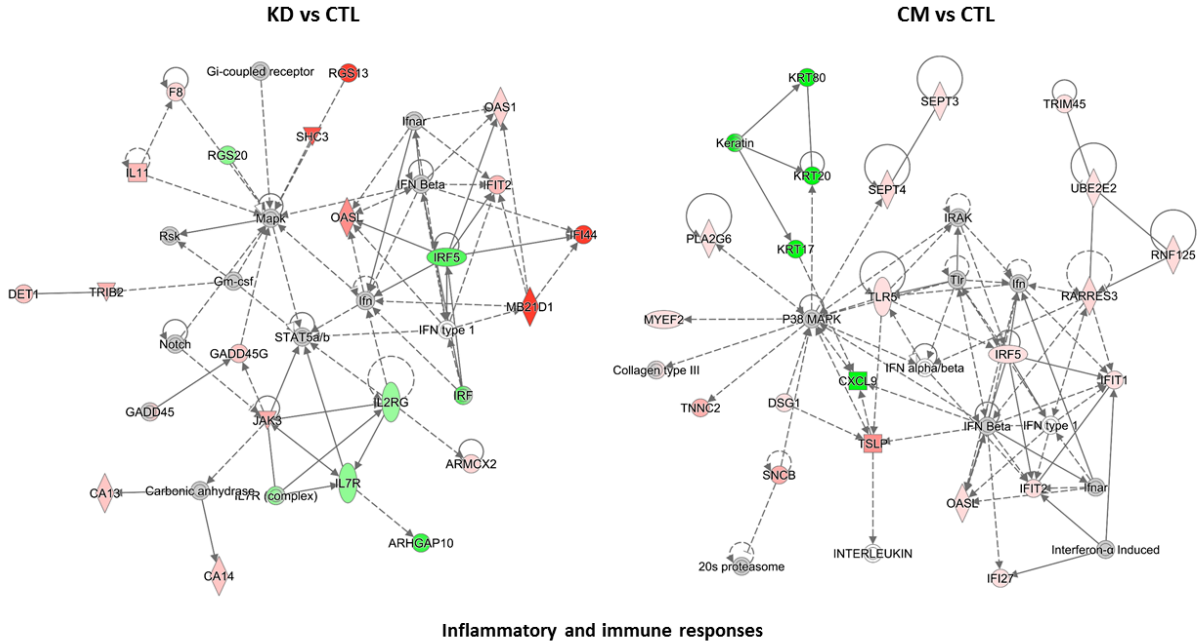 KD vs CTL
CM vs CTL
Gi-coupled receptor
RGS13
F8
OAS1
Ifnar
SHC3
RGS20
IL11
IFN Beta
IFIT2
Mapk
OASL
Rsk
IFI44
IRF5
Gm-csf
DET1
TRIB2
Ifn
MB21D1
IFN type 1
STAT5a/b
Notch
GADD45G
IRF
IL2RG
GADD45
JAK3
ARMCX2
IL7R
CA13
Carbonic anhydrase
IL7R (complex)
ARHGAP10
CA14
KRT80
SEPT3
TRIM45
Keratin
KRT20
SEPT4
UBE2E2
IRAK
PLA2G6
KRT17
RNF125
Tlr
Ifn
TLR5
RARRES3
MYEF2
P38 MAPK
IRF5
Collagen type III
IFN alpha/beta
CXCL9
IFIT1
TNNC2
DSG1
IFN Beta
IFN type 1
TSLP
SNCB
IFIT2
Ifnar
OASL
20s proteasome
INTERLEUKIN
Interferon-α Induced
IFI27
Inflammatory and immune responses